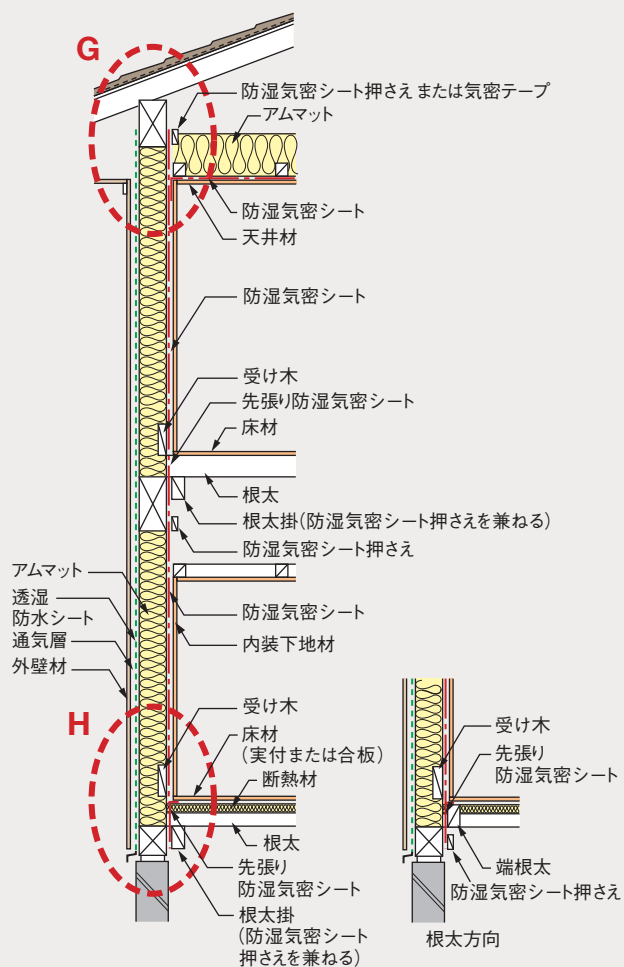 G
防湿気密シート押さえまたは気密テープ
アムマット
防湿気密シート
天井材
防湿気密シート
受け木
先張り防湿気密シート
床材
根太
根太掛(防湿気密シート押さえを兼ねる)
防湿気密シート押さえ
アムマット
透湿
防水シート
通気層
外壁材
防湿気密シート
内装下地材
H
受け木
床材
(実付または合板)
断熱材
根太
先張り
防湿気密シート
根太掛
(防湿気密シート
押さえを兼ねる)
受け木
先張り
防湿気密シート
端根太
防湿気密シート押さえ
根太方向